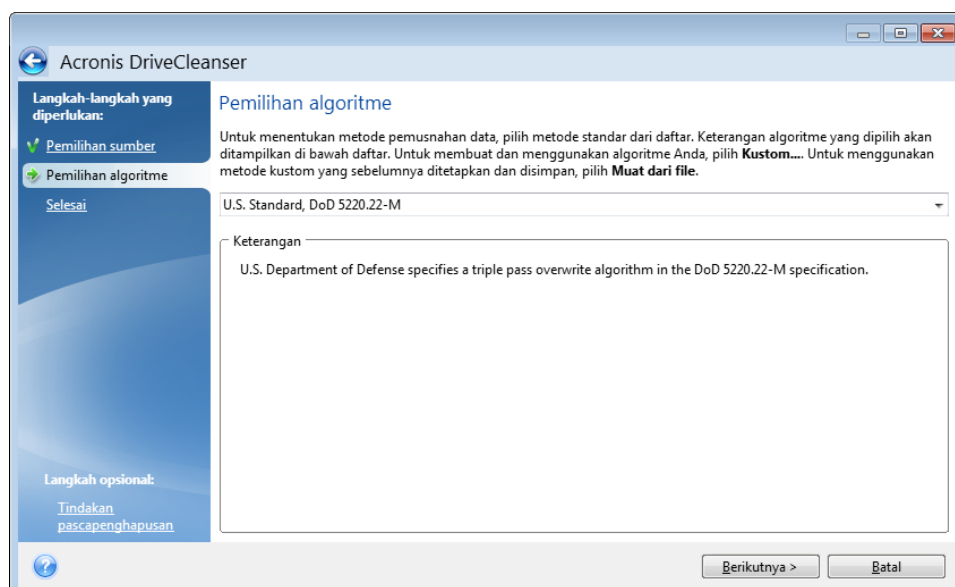 Acronis DriveCleanser
Langkah-langkah yang
diperlukan:
Pemilihan sumber
Pemilihan algoritme
Selesai
Langkah opsional:
Tindakan
pascapenghapusan
Pemilihan algoritme
Untuk menentukan metode pemusnahan data, pilih metode standar dari daftar. Keterangan algoritme yang dipilih akan
ditampilkan di bawah daftar. Untuk membuat dan menggunakan algoritme Anda, pilih Kustom.... Untuk menggunakan
metode kustom yang sebelumnya ditetapkan dan disimpan, pilih Muat dari file.
U.S. Standard, DoD 5220.22-M
Keterangan
U.S. Department of Defense specifies a triple pass overwrite algorithm in the DoD 5220.22-M specification.
Berikutnya >
Batal